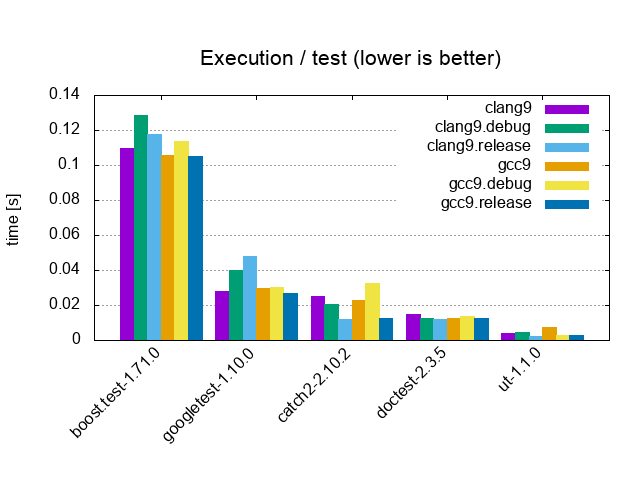 Execution / test (lower is better)
time [s]
0.14
0.12
0.1
0.08
0.06
0.04
0.02
0
clang9
clang9.debug
clang9.release
gcc9
gcc9.debug
gcc9.release
boost.test-1.71.0
googletest-1.10.0
catch2-2.10.2
doctest-2.3.5
ut-1.1.0